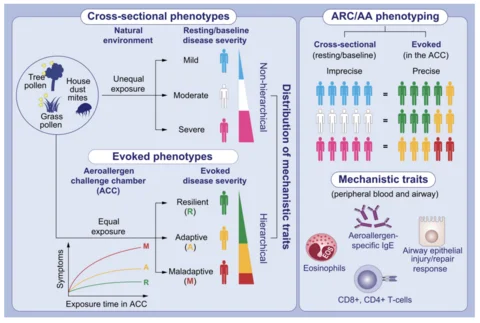 Cross-sectional phenotypes
Natural
environment
Resting/baseline
disease severity
Tree
pollen
House
dust
mites
Grass
pollen
Unequal
exposure
Mild
Moderate
Severe
Non-hierarchical
Evoked phenotypes
Aeroallergen
challenge chamber
(ACC)
Evoked
disease severity
Equal
exposure
Resilient
(R)
Adaptive
(A)
Maladaptive
(M)
Hierarchical
Symptoms
M
A
R
Exposure time in ACC
Distribution of mechanistic traits
ARC/AA phenotyping
Cross-sectional
(resting/baseline)
Evoked
(in the ACC)
Imprecise
Precise
=
=
=
Mechanistic traits
(peripheral blood and airway)
Aeroallergen-
specific IgE
EOS
Eosinophils
Airway epithelial
injury/repair
response
CD8+, CD4+ T-cells